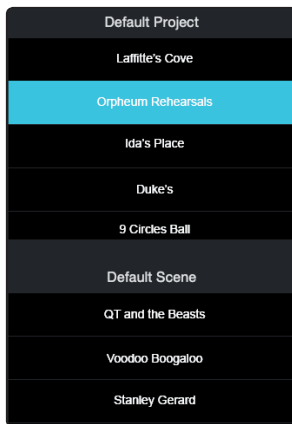 Default Project
Laffitte's Cove
Orpheum Rehearsals
Ida's Place
Duke's
9 Circles Ball
Default Scene
QT and the Beasts
Voodoo Boogaloo
Stanley Gerard